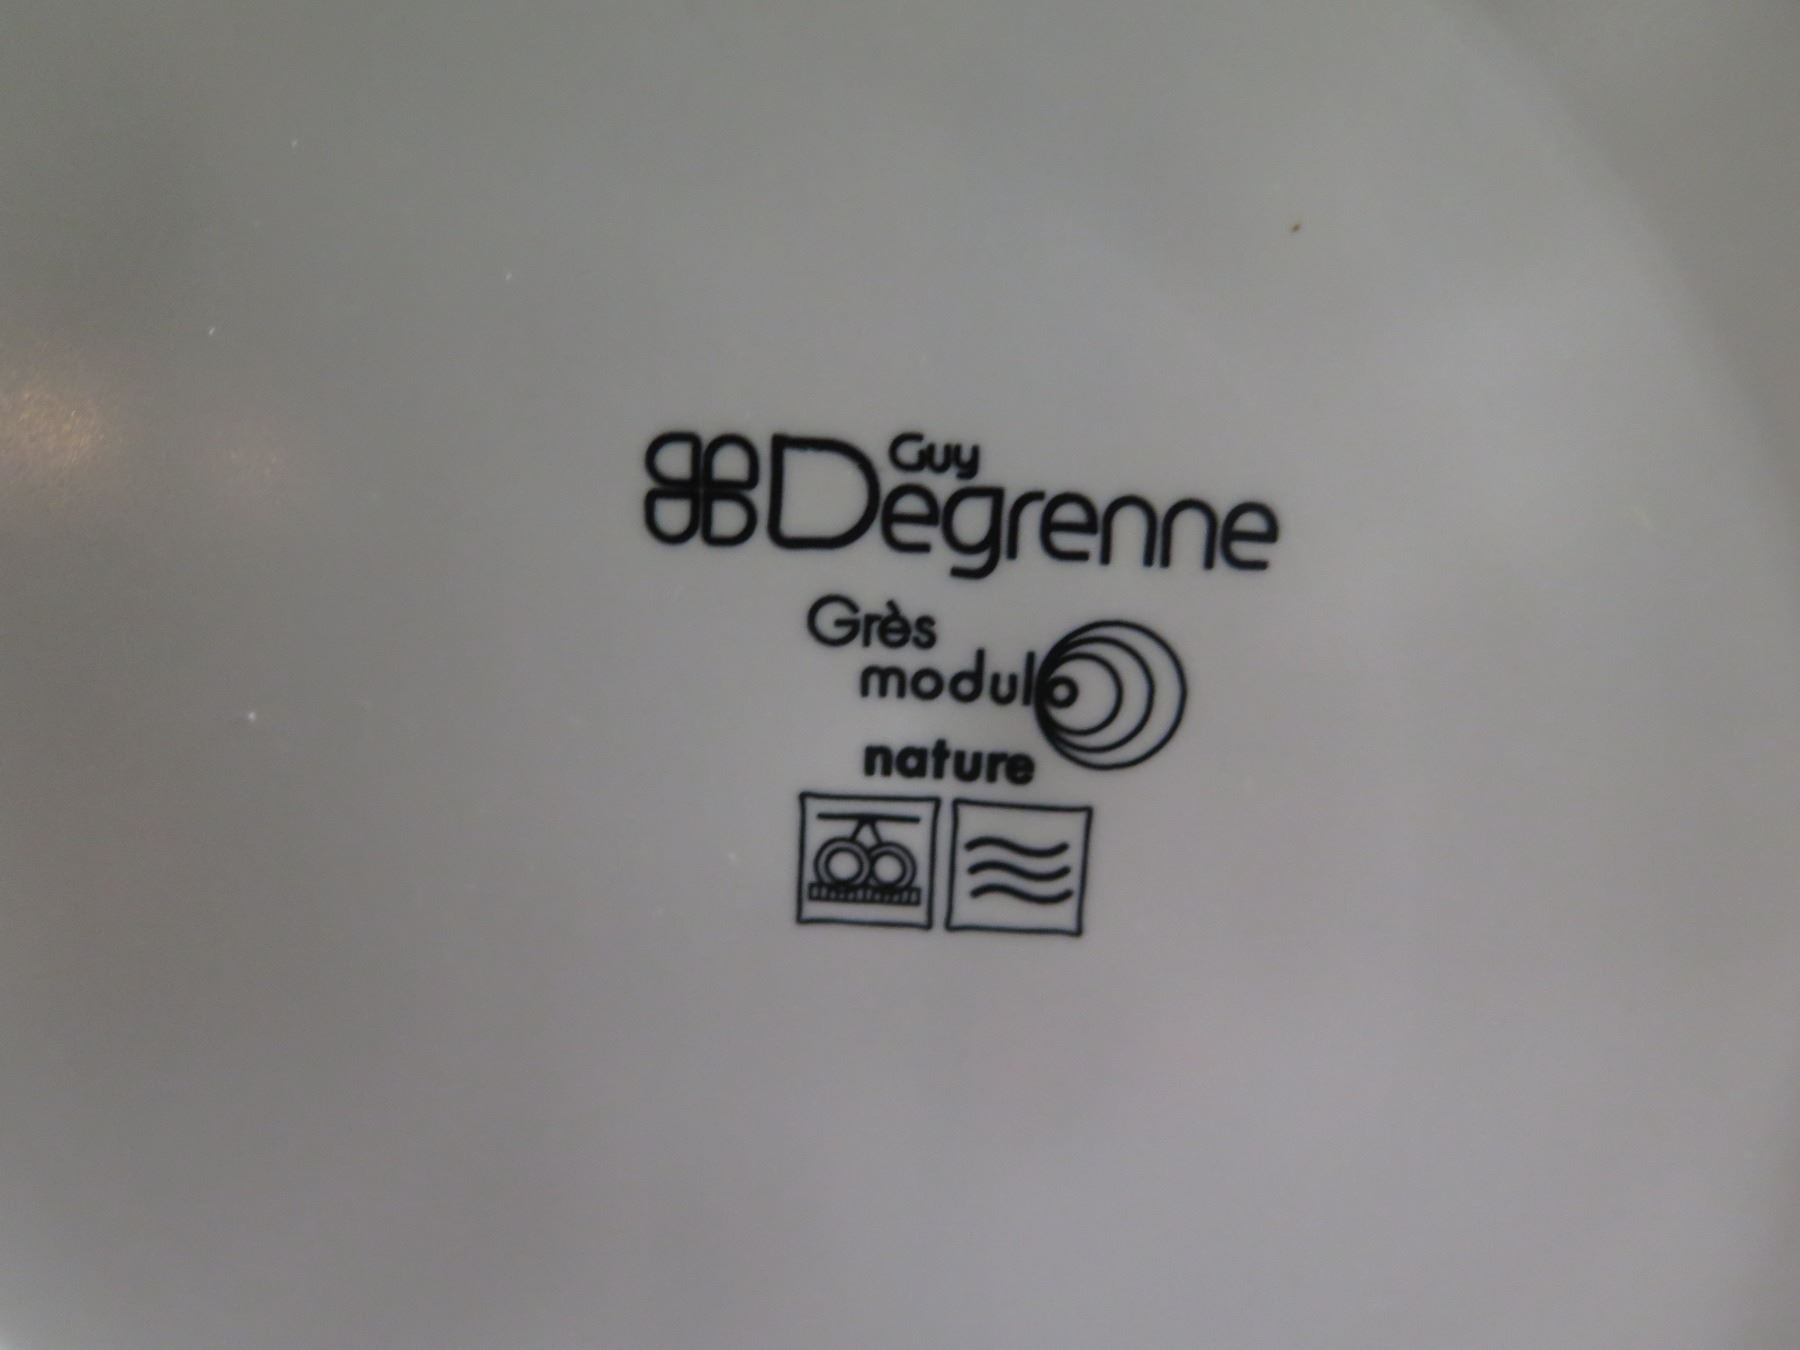 Guy
Degrenne
Grès
modulo
nature